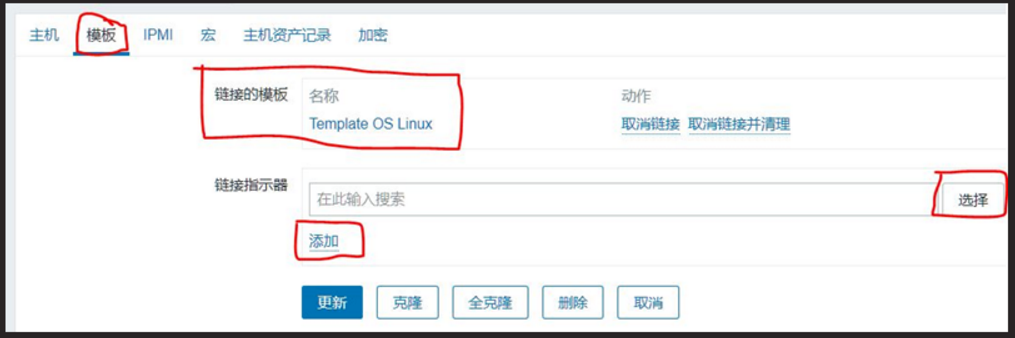 主机 模板 IPMI 宏 主机资产记录 加密
链接的模板 名称 动作
Template OS Linux 取消链接 取消链接并清理
链接指示器
在此输入搜索 选择
添加
更新 克隆 全克隆 删除 取消